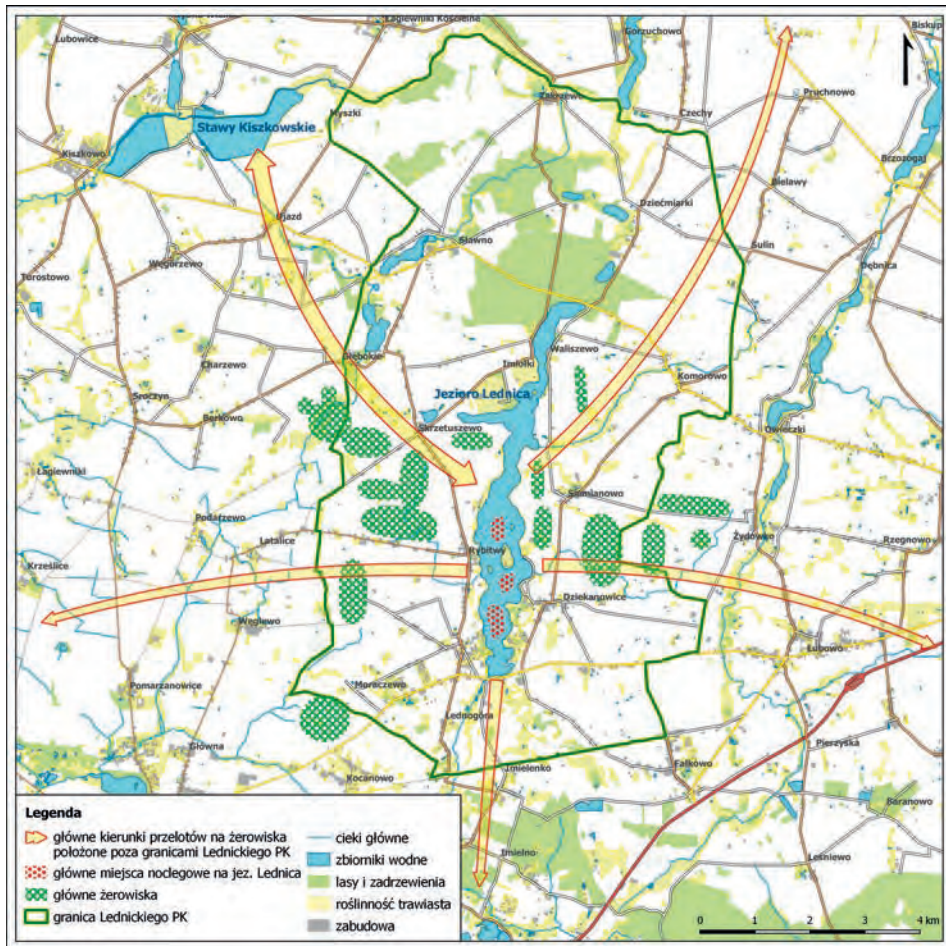 Lubowice
Łagiewniki Kościelne
Gorzuchowo
Biskup
Zakrzewo
Pruchnowo
Myszki
Czechy
Stawy Kiszkowskie
Kiszkowo
Brzozogaj
Bielawy
Dziećmiarki
Ujazd
Sławno
Sulin
Węgorzewo
Dębnica
Turostowo
Waliszewo
Głębokie
Imiołki
Charzewo
Komorowo
Jezioro Lednica
Sroczyn
Berkowo
Skrzetuszewo
Owieczki
Łagiewniki
Siemianowo
Podarzewo
Latalice
Żydówko
Rzegnowo
Rybitwy
Krześlice
Dziekanowice
Węglewo
Łubowo
Pomarzanowice
Moraczewo
Lednogóra
Główna
Pierzyska
Imielenko
Fałkowo
Kocanowo
Baranowo
Imielno
Leśniewo
Legenda
główne kierunki przelotów na żerowiska
położone poza granicami Lednickiego PK
główne miejsca noclegowe na jez. Lednica
główne żerowiska
granica Lednickiego PK
cieki główne
zbiorniki wodne
lasy i zadrzewienia
roślinność trawiasta
zabudowa
0 1 2 3 4 km